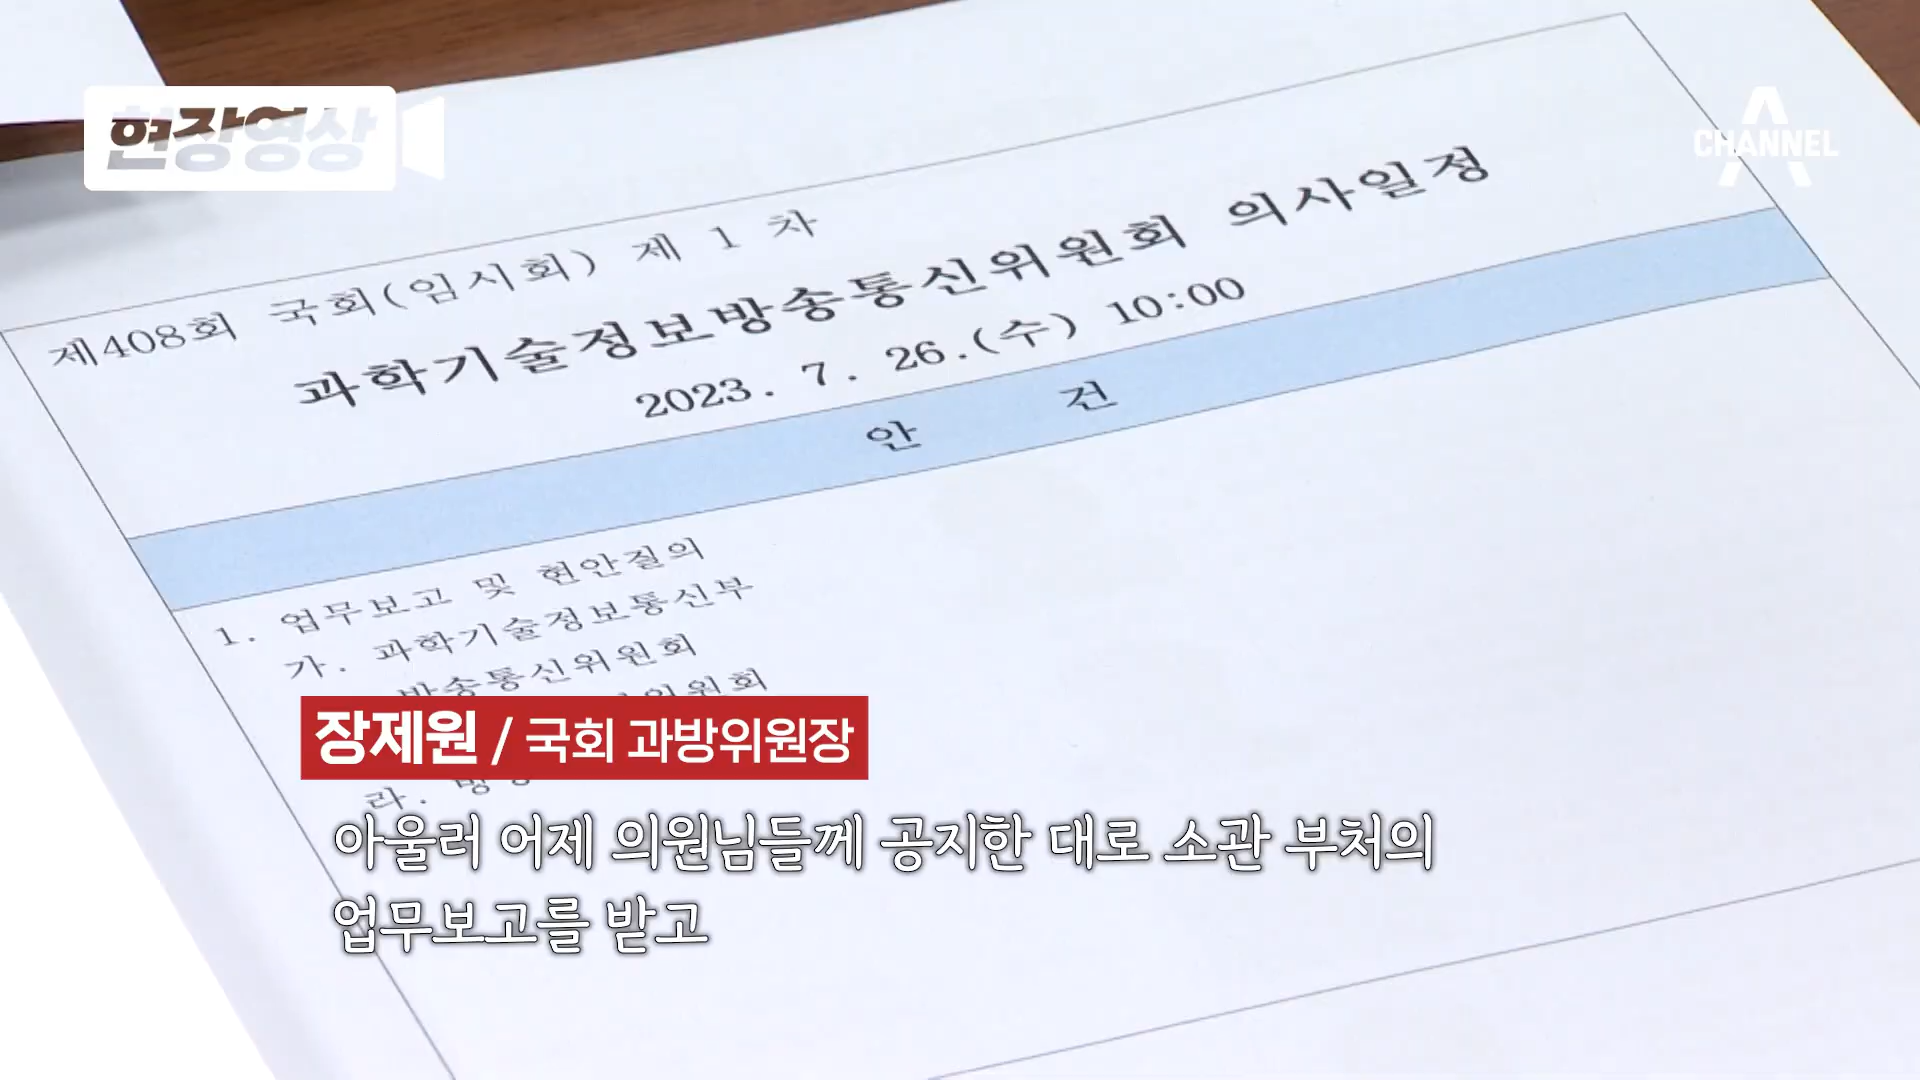 현장영상
CHANNEL A
제408회 국회(임시회) 제 1 차
과학기술정보방송통신위원회 의사일정
2023. 7. 26.(수) 10:00
안 건
1. 업무보고 및 현안질의
가. 과학기술정보통신부
방송통신위원회
위원회
장제원 / 국회 과방위원장
라.
아울러 어제 의원님들께 공지한 대로 소관 부처의
업무보고를 받고